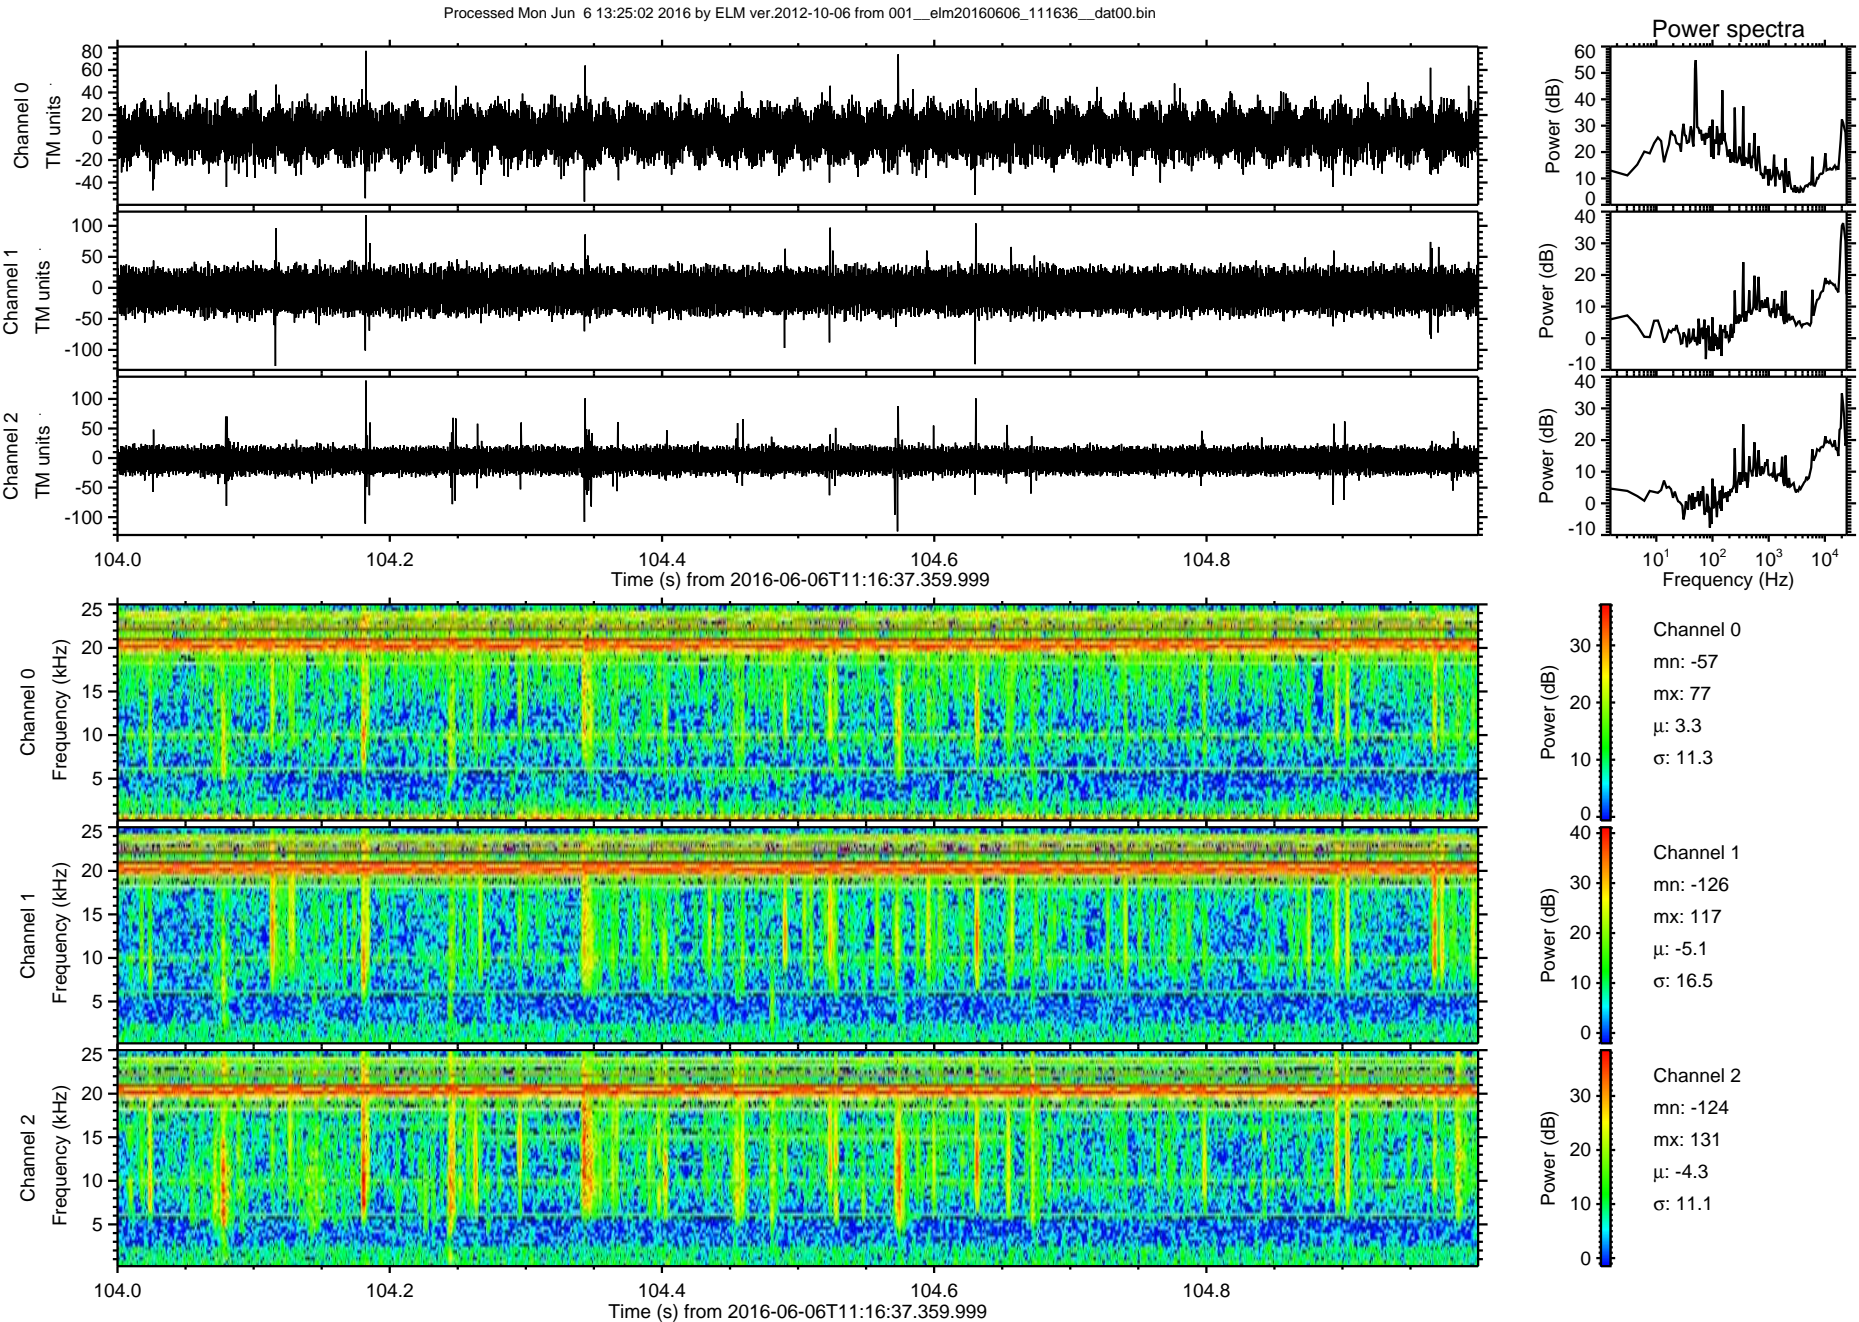 Processed Mon Jun 6 13:25:02 2016 by ELM ver.2012-10-06 from 001__elm20160606_111636__dat00.bin
Power spectra
Channel 0
TM units
80
60
40
20
0
-20
-40
Power (dB)
60
50
40
30
20
10
0
Channel 1
TM units
100
50
0
-50
-100
Power (dB)
40
30
20
10
0
-10
Channel 2
TM units
100
50
0
-50
-100
Power (dB)
40
30
20
10
0
-10
104.0 104.2 104.4 104.6 104.8
Time (s) from 2016-06-06T11:16:37.359.999
10^1 10^2 10^3 10^4
Frequency (Hz)
Channel 0
Frequency (kHz)
25
20
15
10
5
Power (dB)
30
20
10
0
Channel 0
mn: -57
mx: 77
μ: 3.3
σ: 11.3
Channel 1
Frequency (kHz)
25
20
15
10
5
Power (dB)
40
30
20
10
0
Channel 1
mn: -126
mx: 117
μ: -5.1
σ: 16.5
Channel 2
Frequency (kHz)
25
20
15
10
5
Power (dB)
30
20
10
0
Channel 2
mn: -124
mx: 131
μ: -4.3
σ: 11.1
104.0 104.2 104.4 104.6 104.8
Time (s) from 2016-06-06T11:16:37.359.999